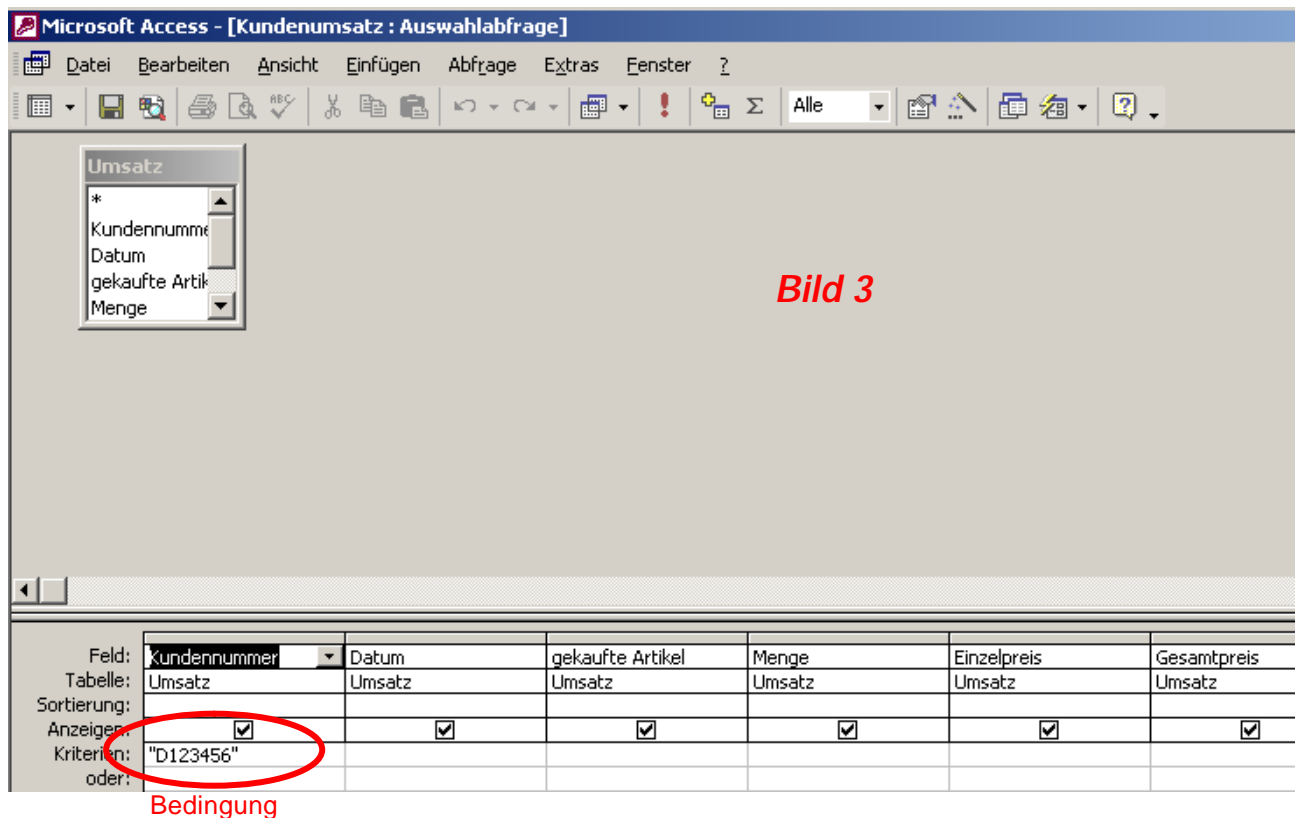 Microsoft Access - [Kundenumsatz : Auswahlabfrage]
Datei Bearbeiten Ansicht Einfügen Abfrage Extras Fenster ?
ABC Σ Alle
Umsatz
*
Kundennumme
Datum
gekaufte Artik
Menge
Bild 3
Feld: Kundennummer Datum gekaufte Artikel Menge Einzelpreis Gesamtpreis
Tabelle: Umsatz Umsatz Umsatz Umsatz Umsatz Umsatz
Sortierung:
Anzeigen:
Kriterien: "D123456"
oder:
Bedingung